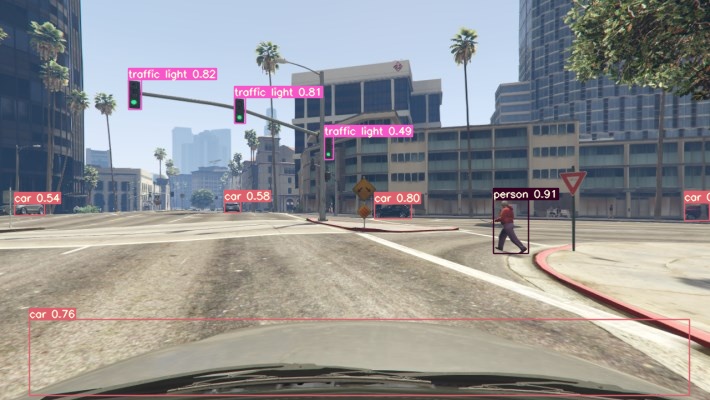 traffic light 0.82
traffic light 0.81
traffic light 0.49
car 0.54
car 0.58
car 0.80
person 0.91
car 0.76